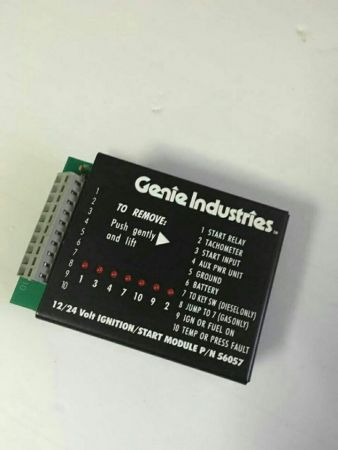 Genie Industries TM
TO REMOVE:
Push gently
and lift
1 START RELAY
2 TACHOMETER
3 START INPUT
4 AUX PWR UNIT
5 GROUND
6 BATTERY
7 TO KEY SW (DIESEL ONLY)
8 JUMP TO 7 (GAS ONLY)
9 IGN OR FUEL ON
10 TEMP OR PRESS FAULT
1
2
3
4
5
6
7
8
9
10
1 3 4 7 10 9 2
12/24 Volt IGNITION/START MODULE P/N 56057